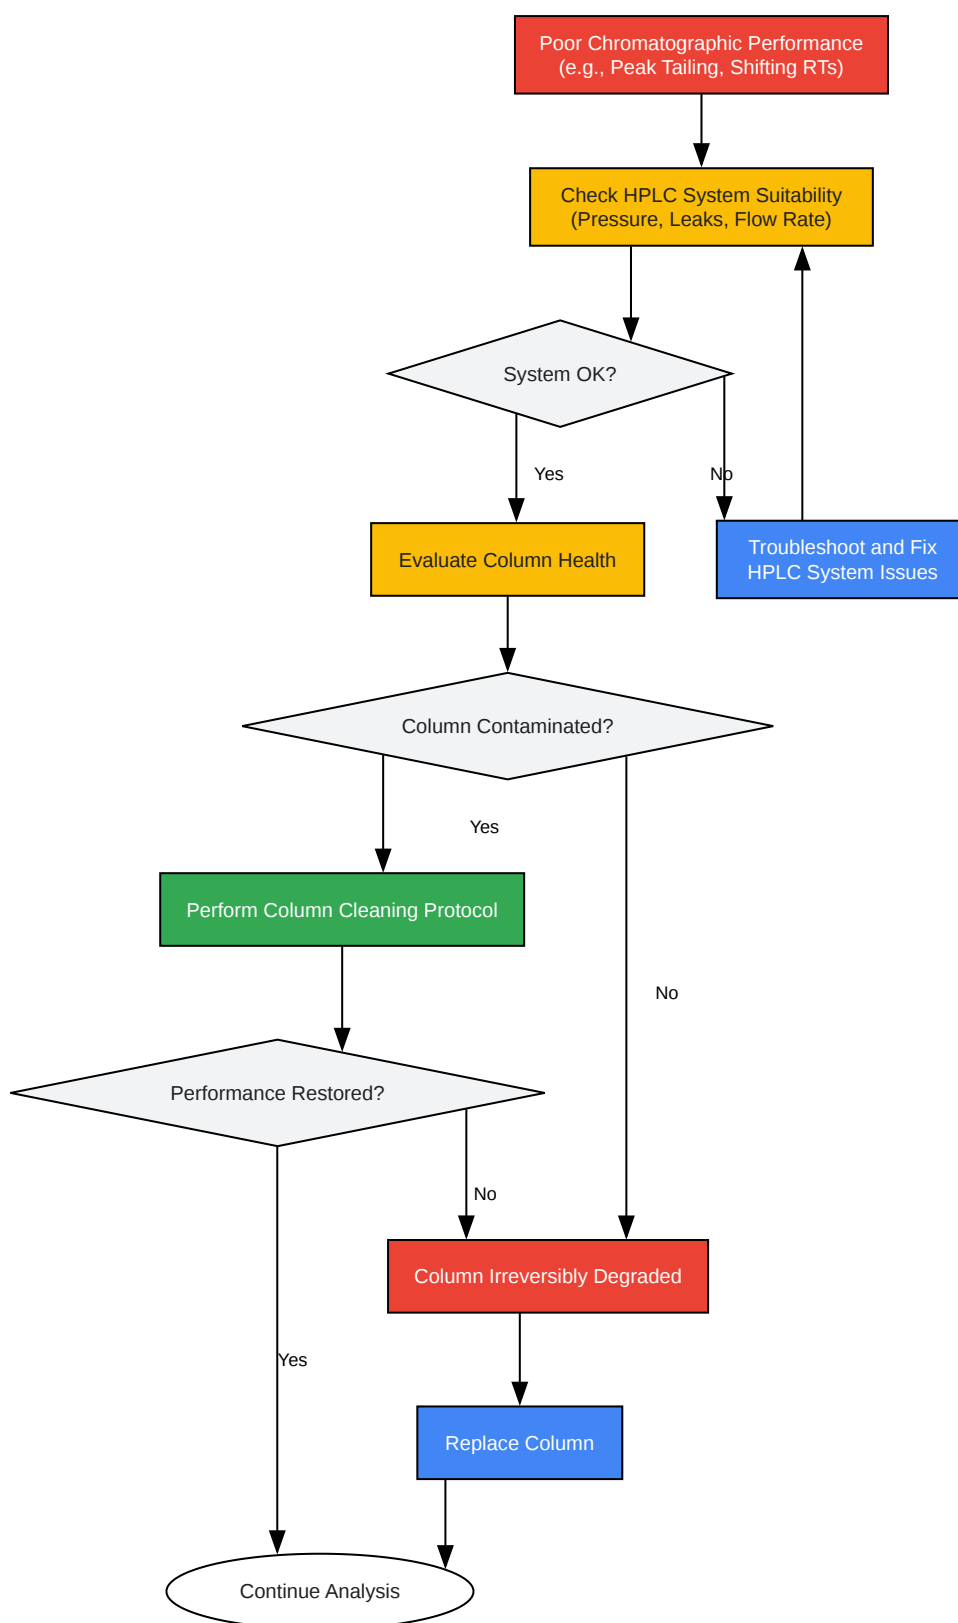 Poor Chromatographic Performance
(e.g., Peak Tailing, Shifting RTs)
Check HPLC System Suitability
(Pressure, Leaks, Flow Rate)
System OK?
Yes
No
Evaluate Column Health
Troubleshoot and Fix
HPLC System Issues
Column Contaminated?
Yes
Perform Column Cleaning Protocol
No
Performance Restored?
No
Column Irreversibly Degraded
Yes
Replace Column
Continue Analysis